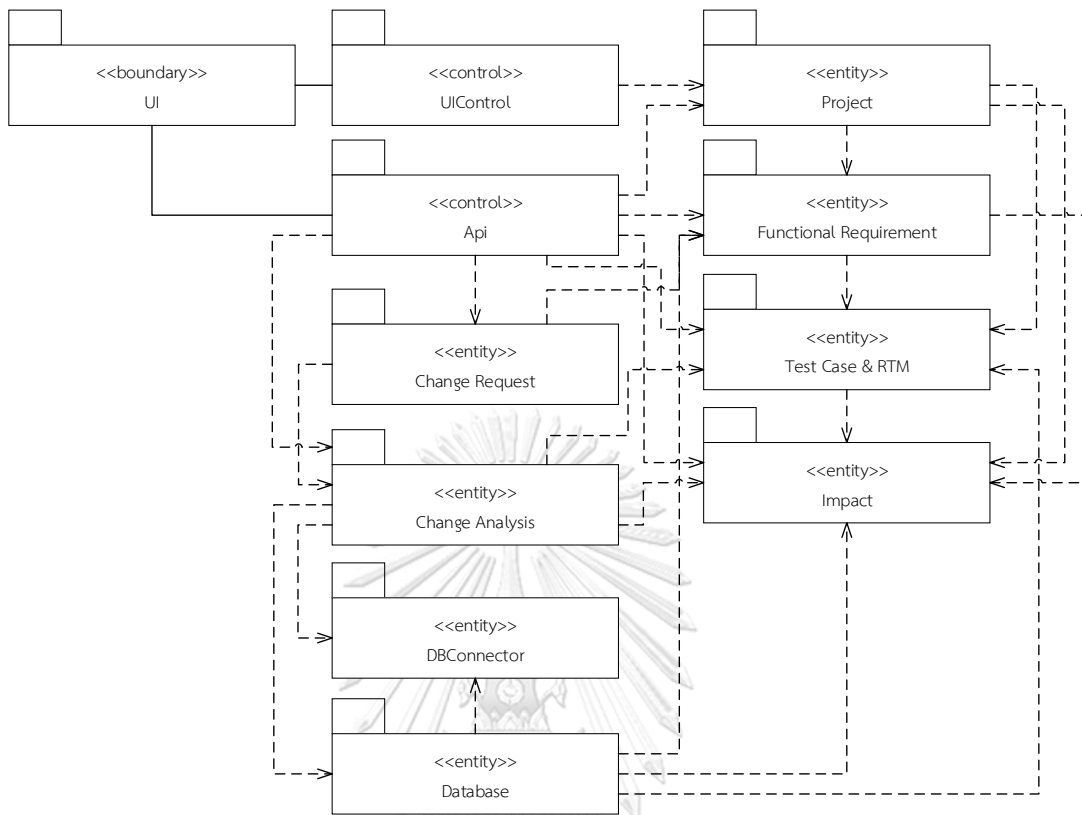 <<boundary>>
UI
<<control>>
UIControl
<<entity>>
Project
<<control>>
Api
<<entity>>
Functional Requirement
<<entity>>
Change Request
<<entity>>
Test Case & RTM
<<entity>>
Change Analysis
<<entity>>
Impact
<<entity>>
DBConnector
<<entity>>
Database